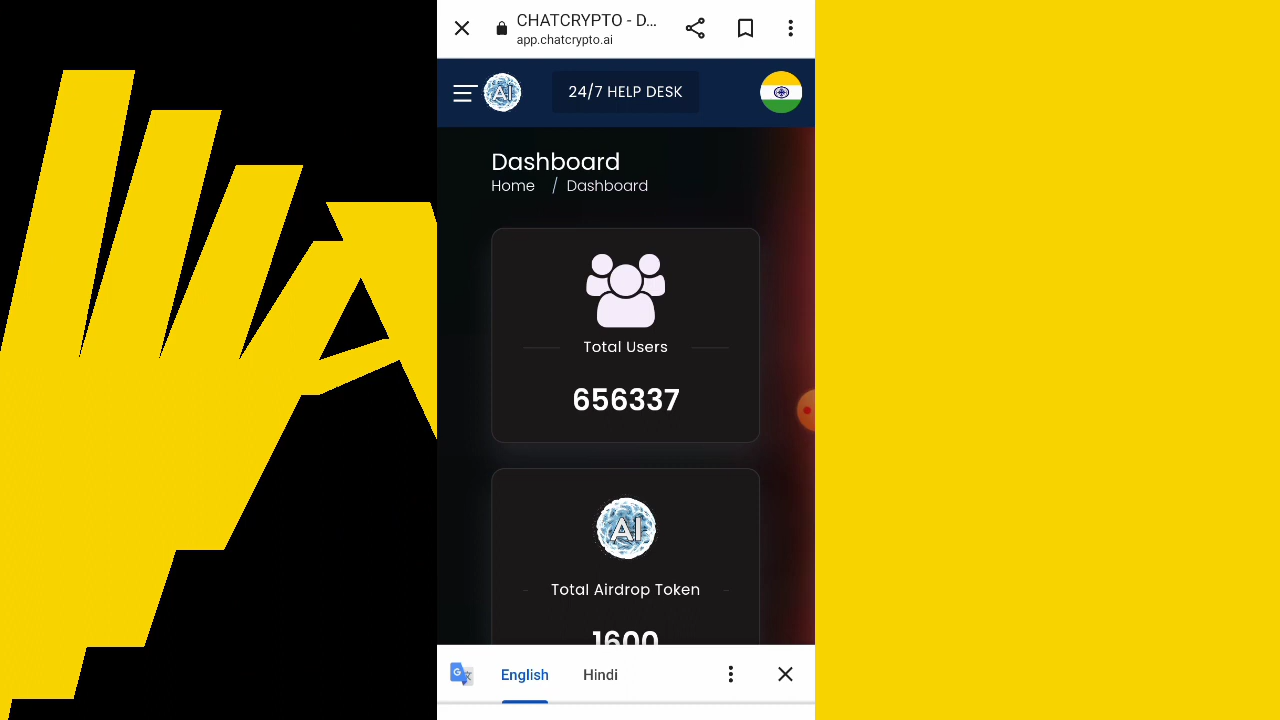 CHATCRYPTO - D...
app.chatcrypto.ai
AI
24/7 HELP DESK
Dashboard
Home / Dashboard
Total Users
656337
AI
Total Airdrop Token
1600
English Hindi